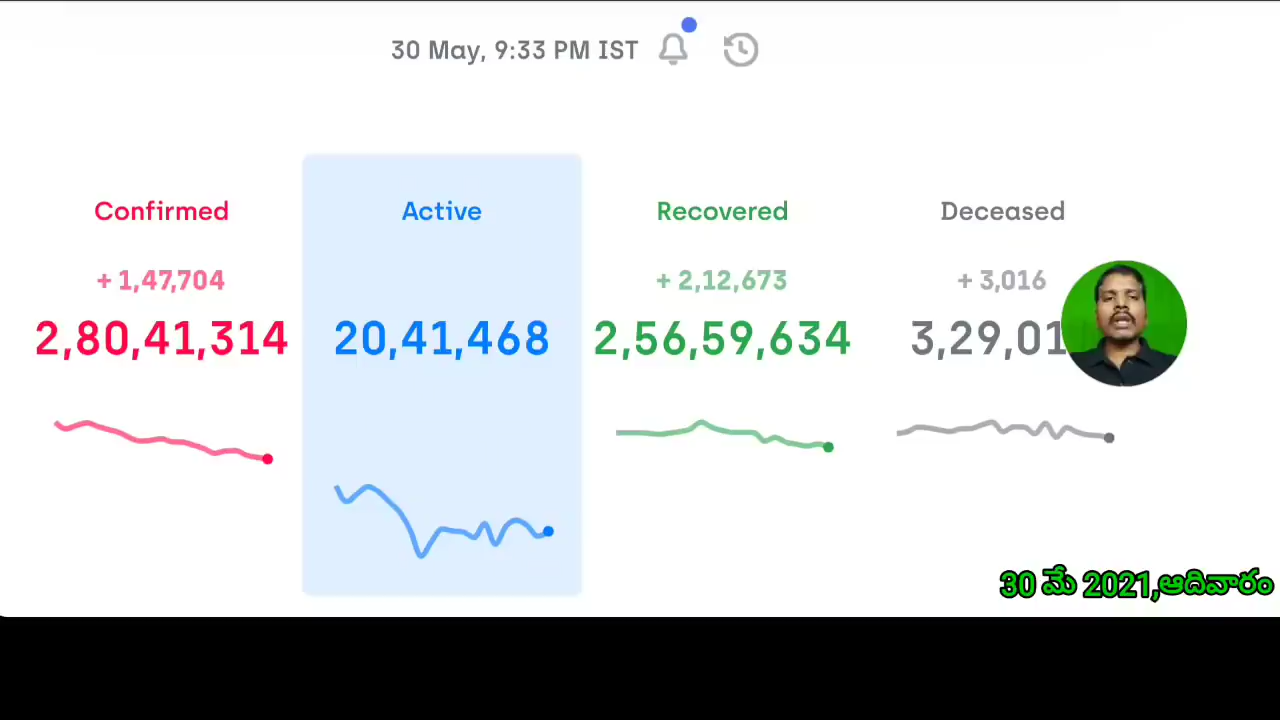 30 May, 9:33 PM IST
Confirmed Active Recovered Deceased
+ 1,47,704 + 2,12,673 + 3,016
2,80,41,314 20,41,468 2,56,59,634
30 మే 2021,ఆదివారం